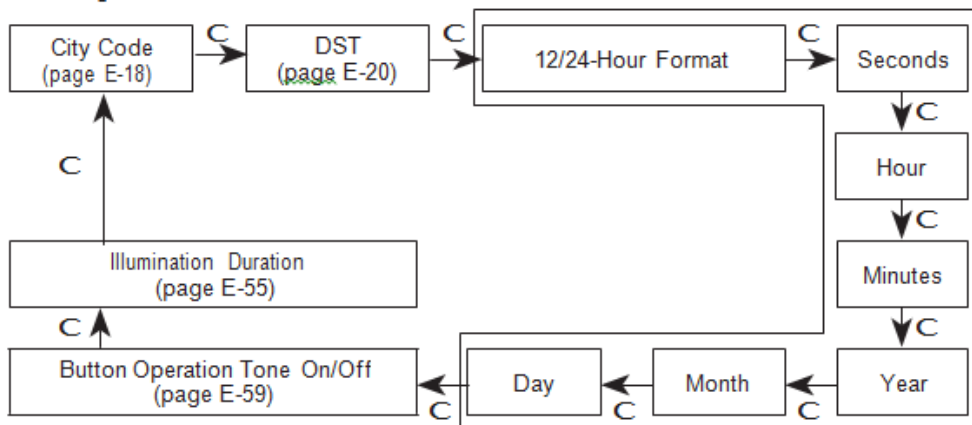 C
C
C
City Code
(page E-18)
DST
(page E-20)
12/24-Hour Format
Seconds
C
Hour
C
C
Minutes
Illumination Duration
(page E-55)
C
C
Button Operation Tone On/Off
(page E-59)
Day
Month
Year
C
C
C